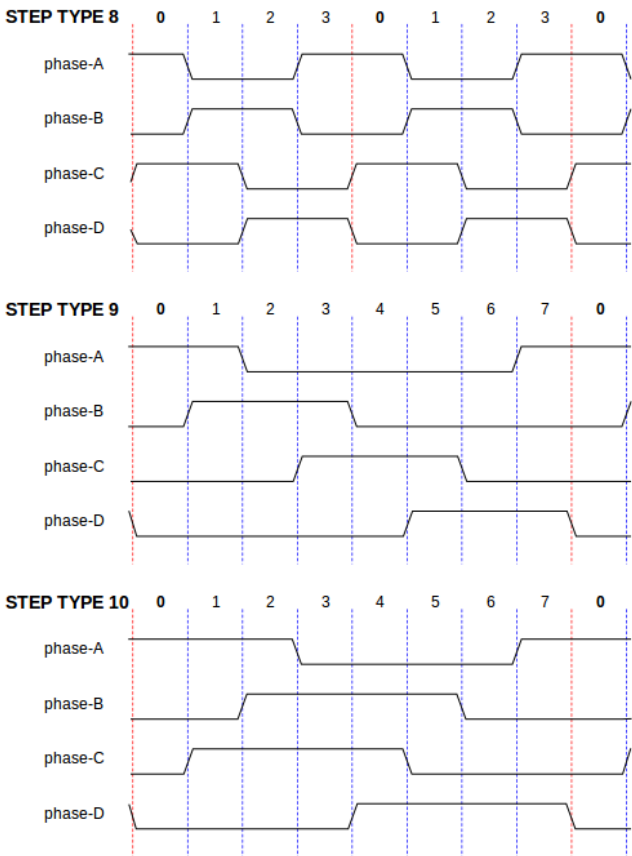 STEP TYPE 8 0 1 2 3 0 1 2 3 0
phase-A
phase-B
phase-C
phase-D
STEP TYPE 9 0 1 2 3 4 5 6 7 0
phase-A
phase-B
phase-C
phase-D
STEP TYPE 10 0 1 2 3 4 5 6 7 0
phase-A
phase-B
phase-C
phase-D